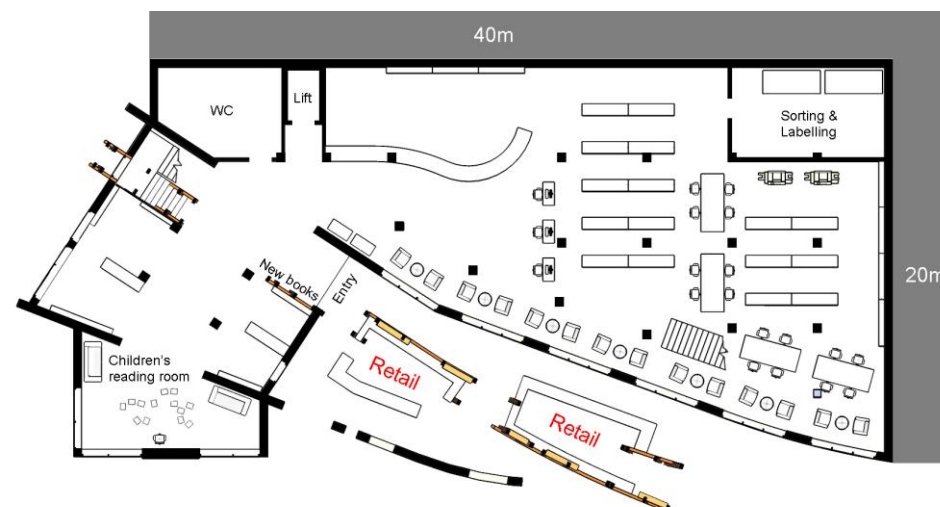 40m
WC
Lift
Sorting &
Labelling
20m
New books
Entry
Children's
reading room
Retail
Retail